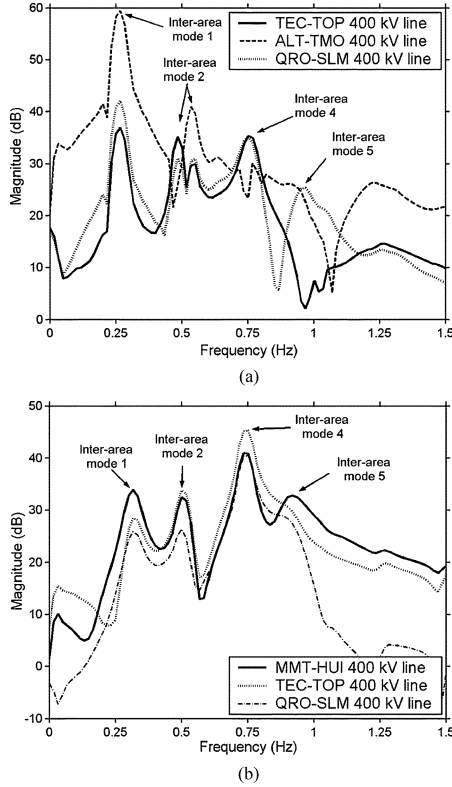 60
50
40
30
20
10
0
Magnitude (dB)
Inter-area
mode 1
Inter-area
mode 2
Inter-area
mode 4
Inter-area
mode 5
TEC-TOP 400 kV line
ALT-TMO 400 kV line
QRO-SLM 400 kV line
0 0.25 0.5 0.75 1 1.25 1.5
Frequency (Hz)
(a)
50
40
30
20
10
0
-10
Magnitude (dB)
Inter-area
mode 1
Inter-area
mode 2
Inter-area
mode 4
Inter-area
mode 5
MMT-HUI 400 kV line
TEC-TOP 400 kV line
QRO-SLM 400 kV line
0 0.25 0.5 0.75 1 1.25 1.5
Frequency (Hz)
(b)